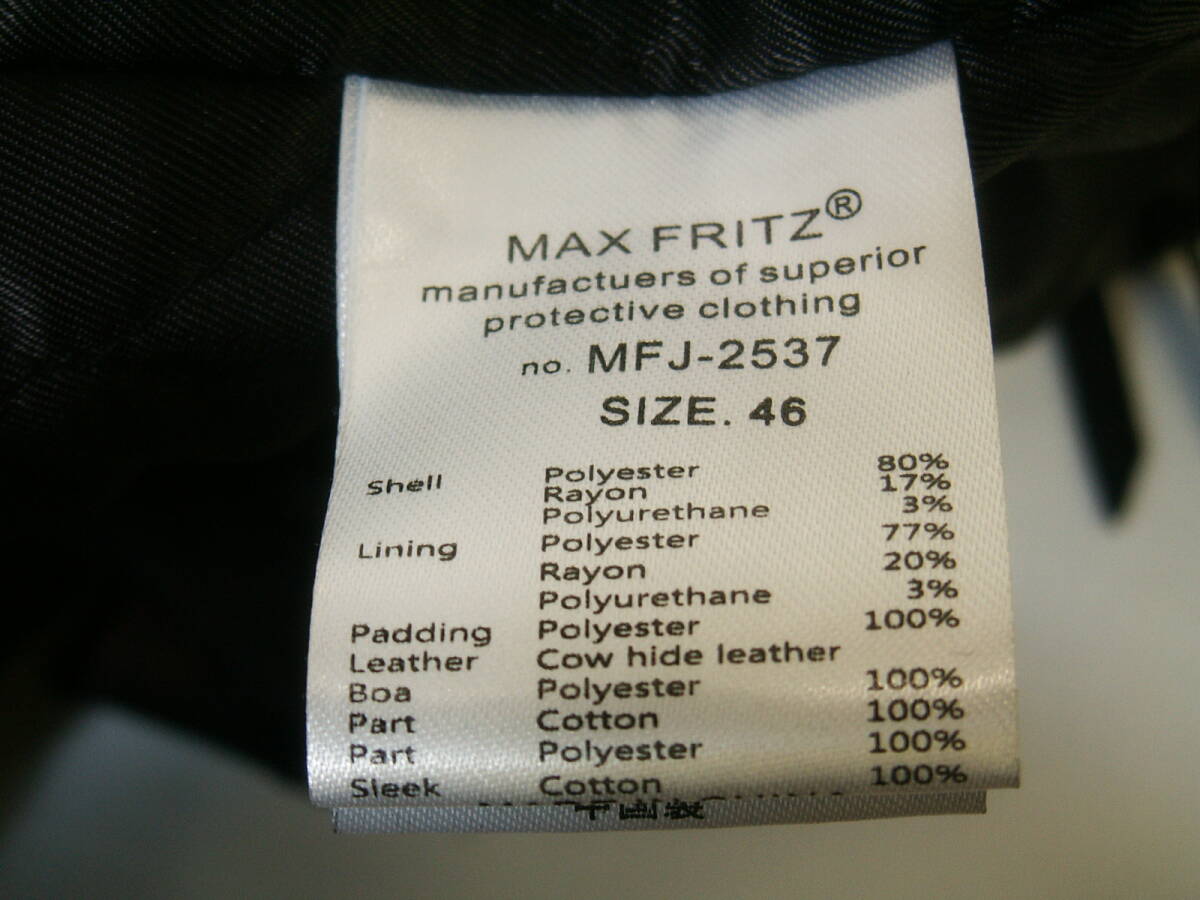 MAX FRITZ®
manufactuers of superior
protective clothing
no. MFJ-2537
SIZE. 46
Shell Polyester 80%
Rayon 17%
Polyurethane 3%
Lining Polyester 77%
Rayon 20%
Polyurethane 3%
Padding Polyester 100%
Leather Cow hide leather
Boa Polyester 100%
Part Cotton 100%
Part Polyester 100%
Sleek Cotton 100%